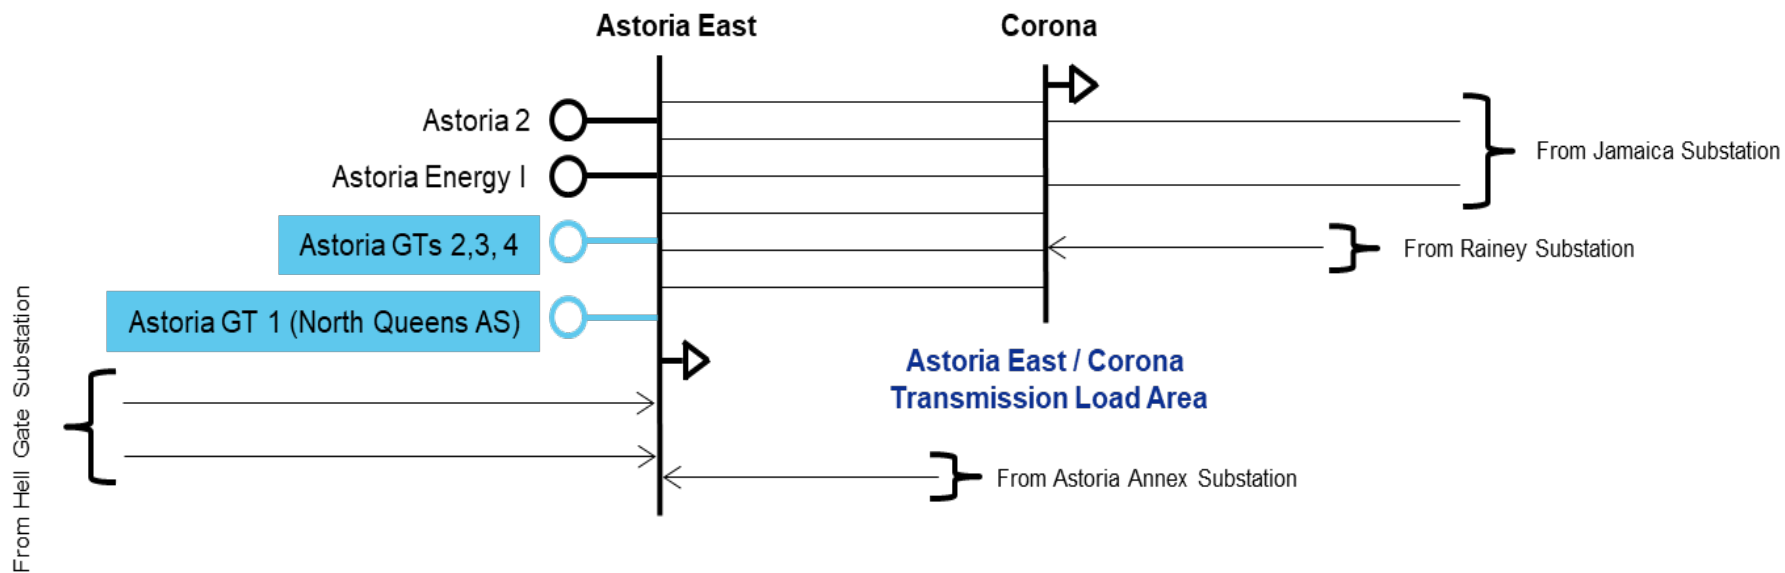 Astoria East
Corona
Astoria 2
From Jamaica Substation
Astoria Energy I
Astoria GTs 2,3, 4
From Rainey Substation
Astoria GT 1 (North Queens AS)
Astoria East / Corona
Transmission Load Area
From Hell Gate Substation
From Astoria Annex Substation